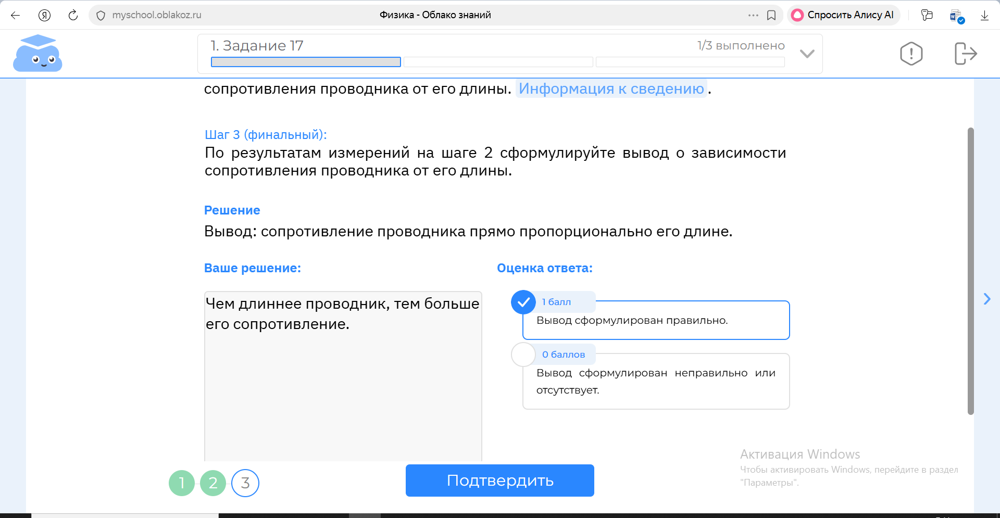 myschool.oblakoz.ru
Физика - Облако знаний
Спросить Алису AI
1. Задание 17
1/3 выполнено
сопротивления проводника от его длины. Информация к сведению.
Шаг 3 (финальный):
По результатам измерений на шаге 2 сформулируйте вывод о зависимости
сопротивления проводника от его длины.
Решение
Вывод: сопротивление проводника прямо пропорционально его длине.
Ваше решение:
Оценка ответа:
Чем длиннее проводник, тем больше
его сопротивление.
1 балл
Вывод сформулирован правильно.
0 баллов
Вывод сформулирован неправильно или
отсутствует.
1
2
3
Подтвердить
Активация Windows
Чтобы активировать Windows, перейдите в раздел
"Параметры".